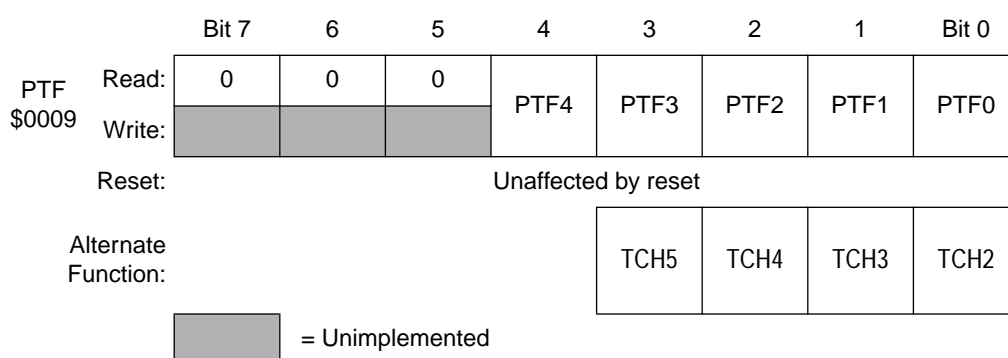 Bit 7 6 5 4 3 2 1 Bit 0
PTF
$0009
Read: 0 0 0 PTF4 PTF3 PTF2 PTF1 PTF0
Write:
Reset: Unaffected by reset
Alternate
Function: TCH5 TCH4 TCH3 TCH2
= Unimplemented